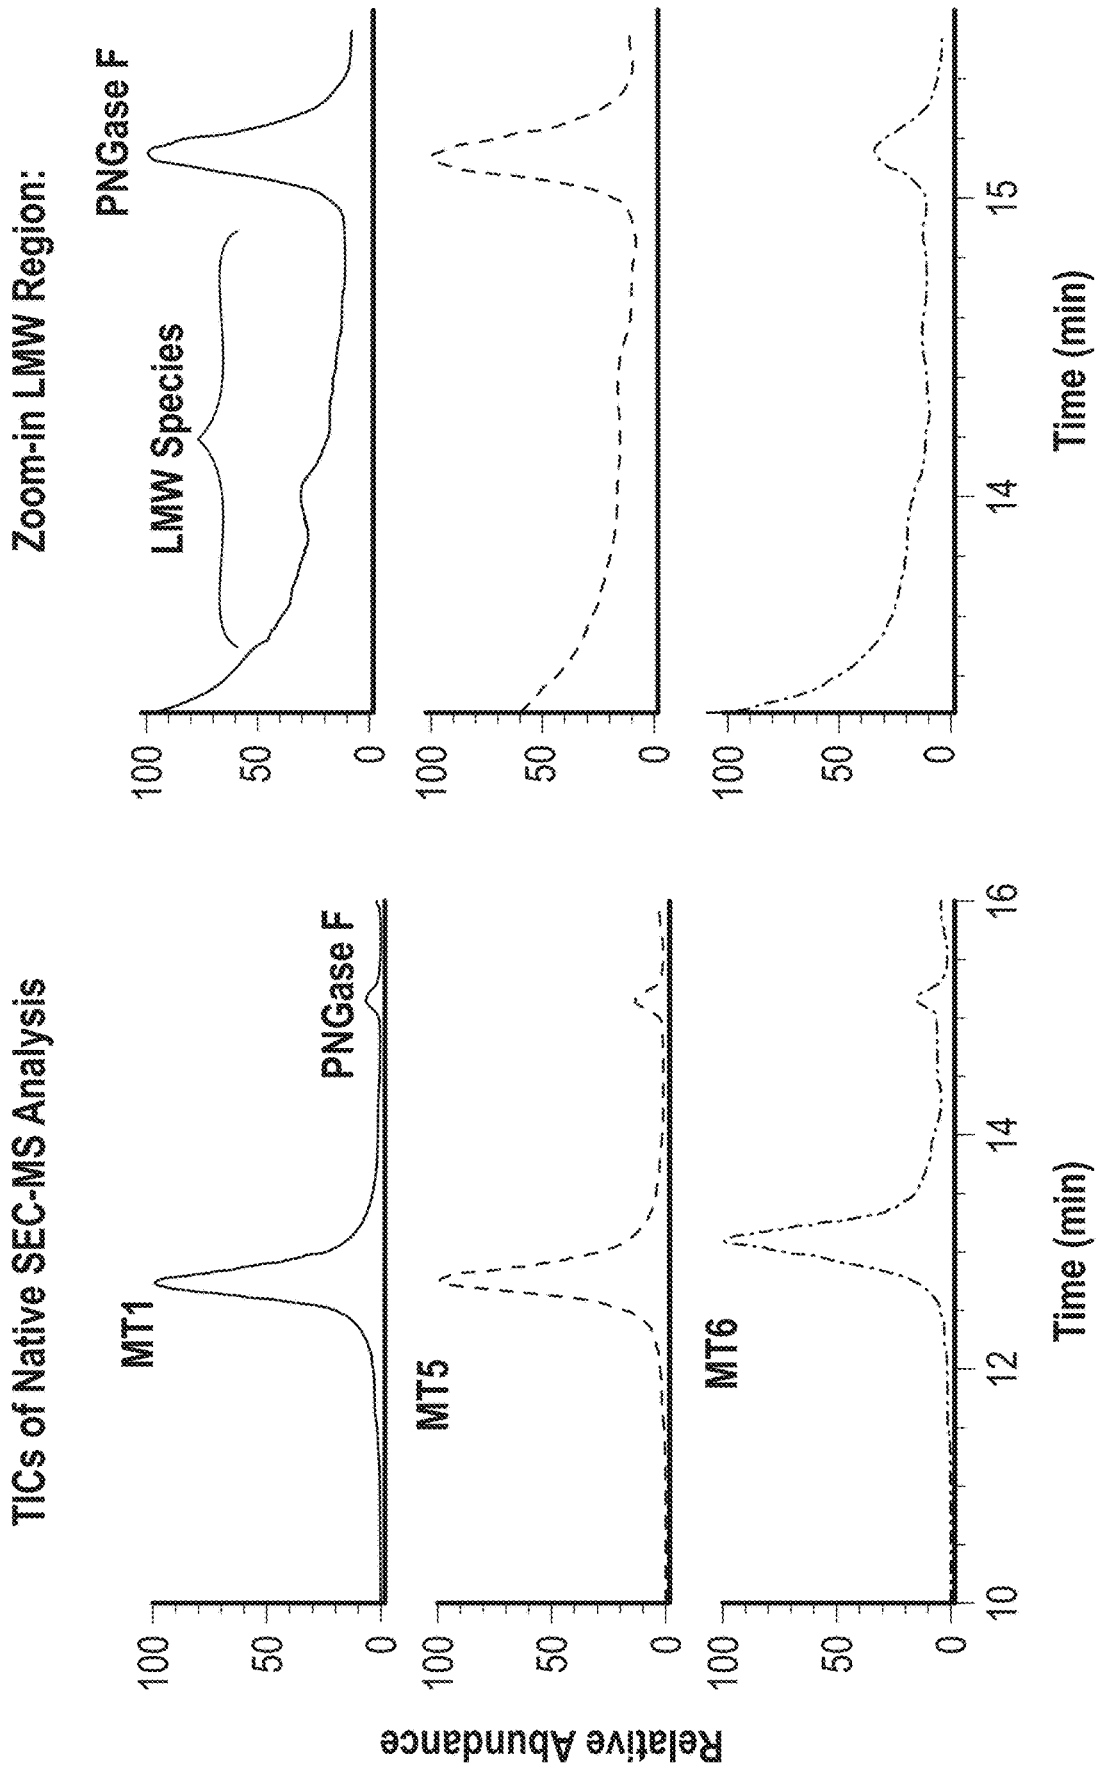 TICs of Native SEC-MS Analysis
Zoom-in LMW Region:
Relative Abundance
MT1
PNGase F
100
50
0
MT5
100
50
0
MT6
100
50
0
10
12
14
16
Time (min)
LMW Species
PNGase F
100
50
0
100
50
0
100
50
0
14
15
Time (min)